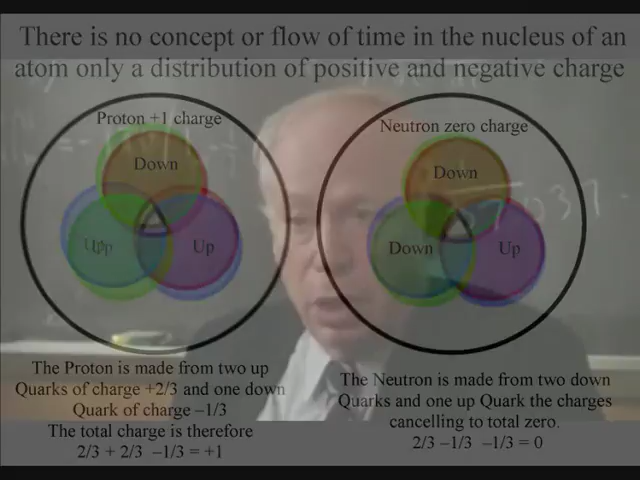 There is no concept or flow of time in the nucleus of an
atom only a distribution of positive and negative charge
Proton +1 charge
Neutron zero charge
Down
Down
Up
Up
Down
Up
The Proton is made from two up
Quarks of charge +2/3 and one down
Quark of charge –1/3
The total charge is therefore
2/3 + 2/3 –1/3 = +1
The Neutron is made from two down
Quarks and one up Quark the charges
cancelling to total zero.
2/3 –1/3 –1/3 = 0